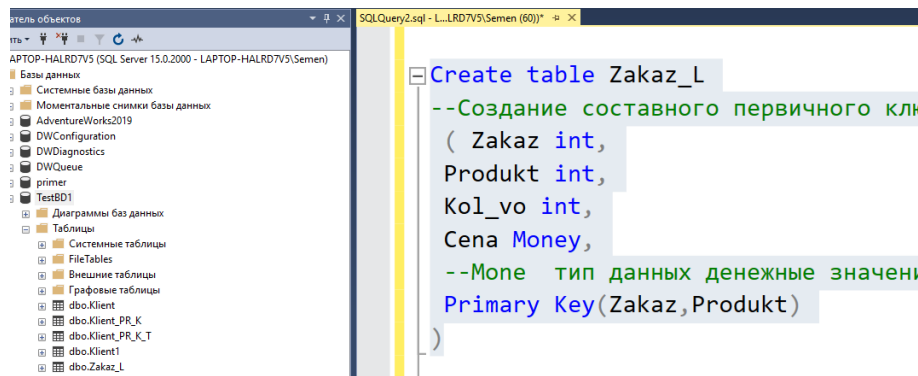 атель объектов
SQLQuery2.sql - L...LRD7V5\Semen (60))*
ть
APTOP-HALRD7V5 (SQL Server 15.0.2000 - LAPTOP-HALRD7V5\Semen)
Базы данных
Системные базы данных
Моментальные снимки базы данных
AdventureWorks2019
DWConfiguration
DWDiagnostics
DWQueue
primer
TestBD1
Диаграммы баз данных
Таблицы
Системные таблицы
FileTables
Внешние таблицы
Графовые таблицы
dbo.Klient
dbo.Klient_PR_K
dbo.Klient_PR_K_T
dbo.Klient1
dbo.Zakaz_L
Create table Zakaz_L
--Создание составного первичного клю
( Zakaz int,
Produkt int,
Kol_vo int,
Cena Money,
--Mone тип данных денежные значени
Primary Key(Zakaz,Produkt)
)